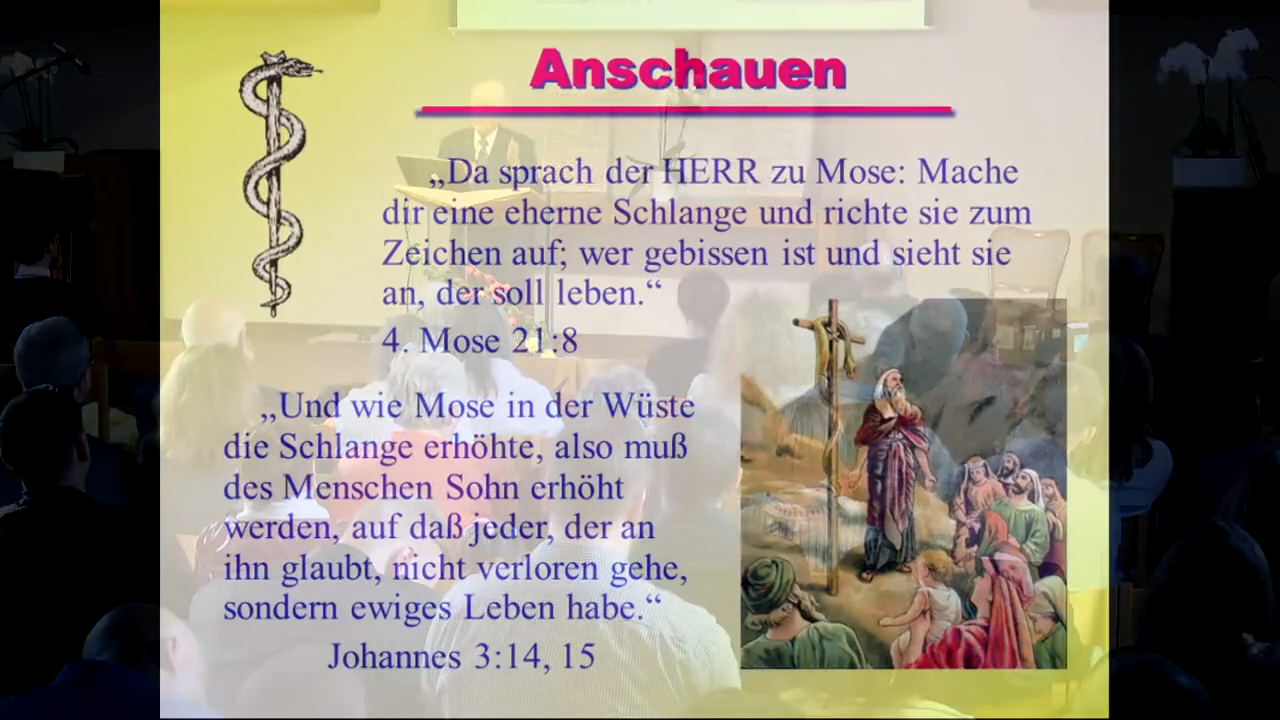 Anschauen
„Da sprach der HERR zu Mose: Mache
dir eine eherne Schlange und richte sie zum
Zeichen auf; wer gebissen ist und sieht sie
an, der soll leben.“
4. Mose 21:8
„Und wie Mose in der Wüste
die Schlange erhöhte, also muß
des Menschen Sohn erhöht
werden, auf daß jeder, der an
ihn glaubt, nicht verloren gehe,
sondern ewiges Leben habe.“
Johannes 3:14, 15